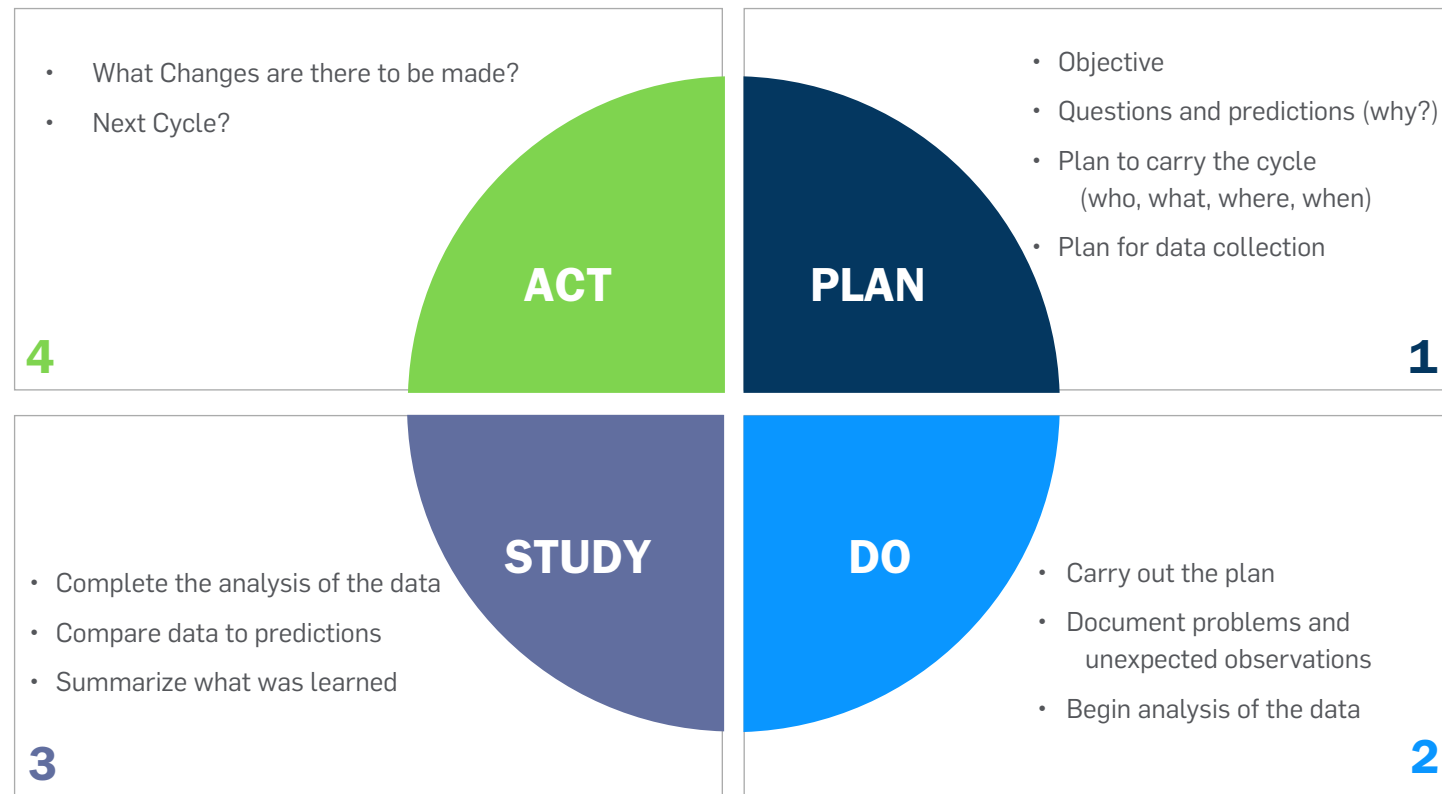 • What Changes are there to be made?
• Next Cycle?
ACT
4
• Objective
• Questions and predictions (why?)
• Plan to carry the cycle
(who, what, where, when)
• Plan for data collection
PLAN
1
STUDY
• Complete the analysis of the data
• Compare data to predictions
• Summarize what was learned
3
DO
• Carry out the plan
• Document problems and
unexpected observations
• Begin analysis of the data
2